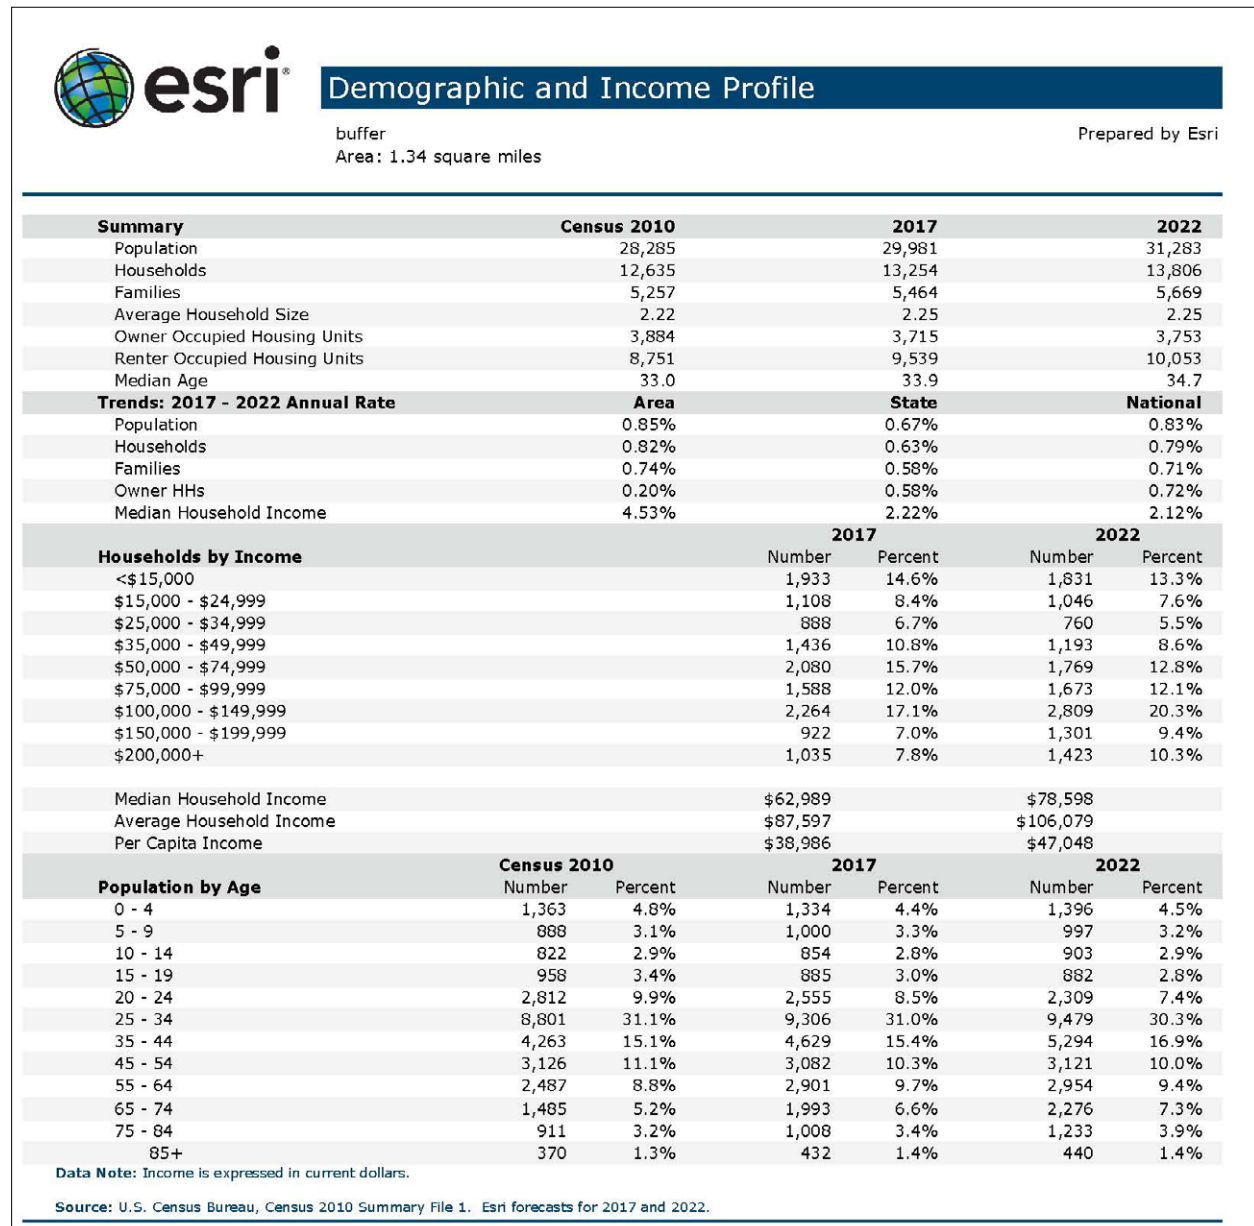 esri®
Demographic and Income Profile
buffer Prepared by Esri
Area: 1.34 square miles
Summary Census 2010 2017 2022
Population 28,285 29,981 31,283
Households 12,635 13,254 13,806
Families 5,257 5,464 5,669
Average Household Size 2.22 2.25 2.25
Owner Occupied Housing Units 3,884 3,715 3,753
Renter Occupied Housing Units 8,751 9,539 10,053
Median Age 33.0 33.9 34.7
Trends: 2017 - 2022 Annual Rate Area State National
Population 0.85% 0.67% 0.83%
Households 0.82% 0.63% 0.79%
Families 0.74% 0.58% 0.71%
Owner HHs 0.20% 0.58% 0.72%
Median Household Income 4.53% 2.22% 2.12%
2017 2022
Households by Income Number Percent Number Percent
<$15,000 1,933 14.6% 1,831 13.3%
$15,000 - $24,999 1,108 8.4% 1,046 7.6%
$25,000 - $34,999 888 6.7% 760 5.5%
$35,000 - $49,999 1,436 10.8% 1,193 8.6%
$50,000 - $74,999 2,080 15.7% 1,769 12.8%
$75,000 - $99,999 1,588 12.0% 1,673 12.1%
$100,000 - $149,999 2,264 17.1% 2,809 20.3%
$150,000 - $199,999 922 7.0% 1,301 9.4%
$200,000+ 1,035 7.8% 1,423 10.3%
Median Household Income $62,989 $78,598
Average Household Income $87,597 $106,079
Per Capita Income $38,986 $47,048
Census 2010 2017 2022
Population by Age Number Percent Number Percent Number Percent
0 - 4 1,363 4.8% 1,334 4.4% 1,396 4.5%
5 - 9 888 3.1% 1,000 3.3% 997 3.2%
10 - 14 822 2.9% 854 2.8% 903 2.9%
15 - 19 958 3.4% 885 3.0% 882 2.8%
20 - 24 2,812 9.9% 2,555 8.5% 2,309 7.4%
25 - 34 8,801 31.1% 9,306 31.0% 9,479 30.3%
35 - 44 4,263 15.1% 4,629 15.4% 5,294 16.9%
45 - 54 3,126 11.1% 3,082 10.3% 3,121 10.0%
55 - 64 2,487 8.8% 2,901 9.7% 2,954 9.4%
65 - 74 1,485 5.2% 1,993 6.6% 2,276 7.3%
75 - 84 911 3.2% 1,008 3.4% 1,233 3.9%
85+ 370 1.3% 432 1.4% 440 1.4%
Data Note: Income is expressed in current dollars.
Source: U.S. Census Bureau, Census 2010 Summary File 1. Esri forecasts for 2017 and 2022.